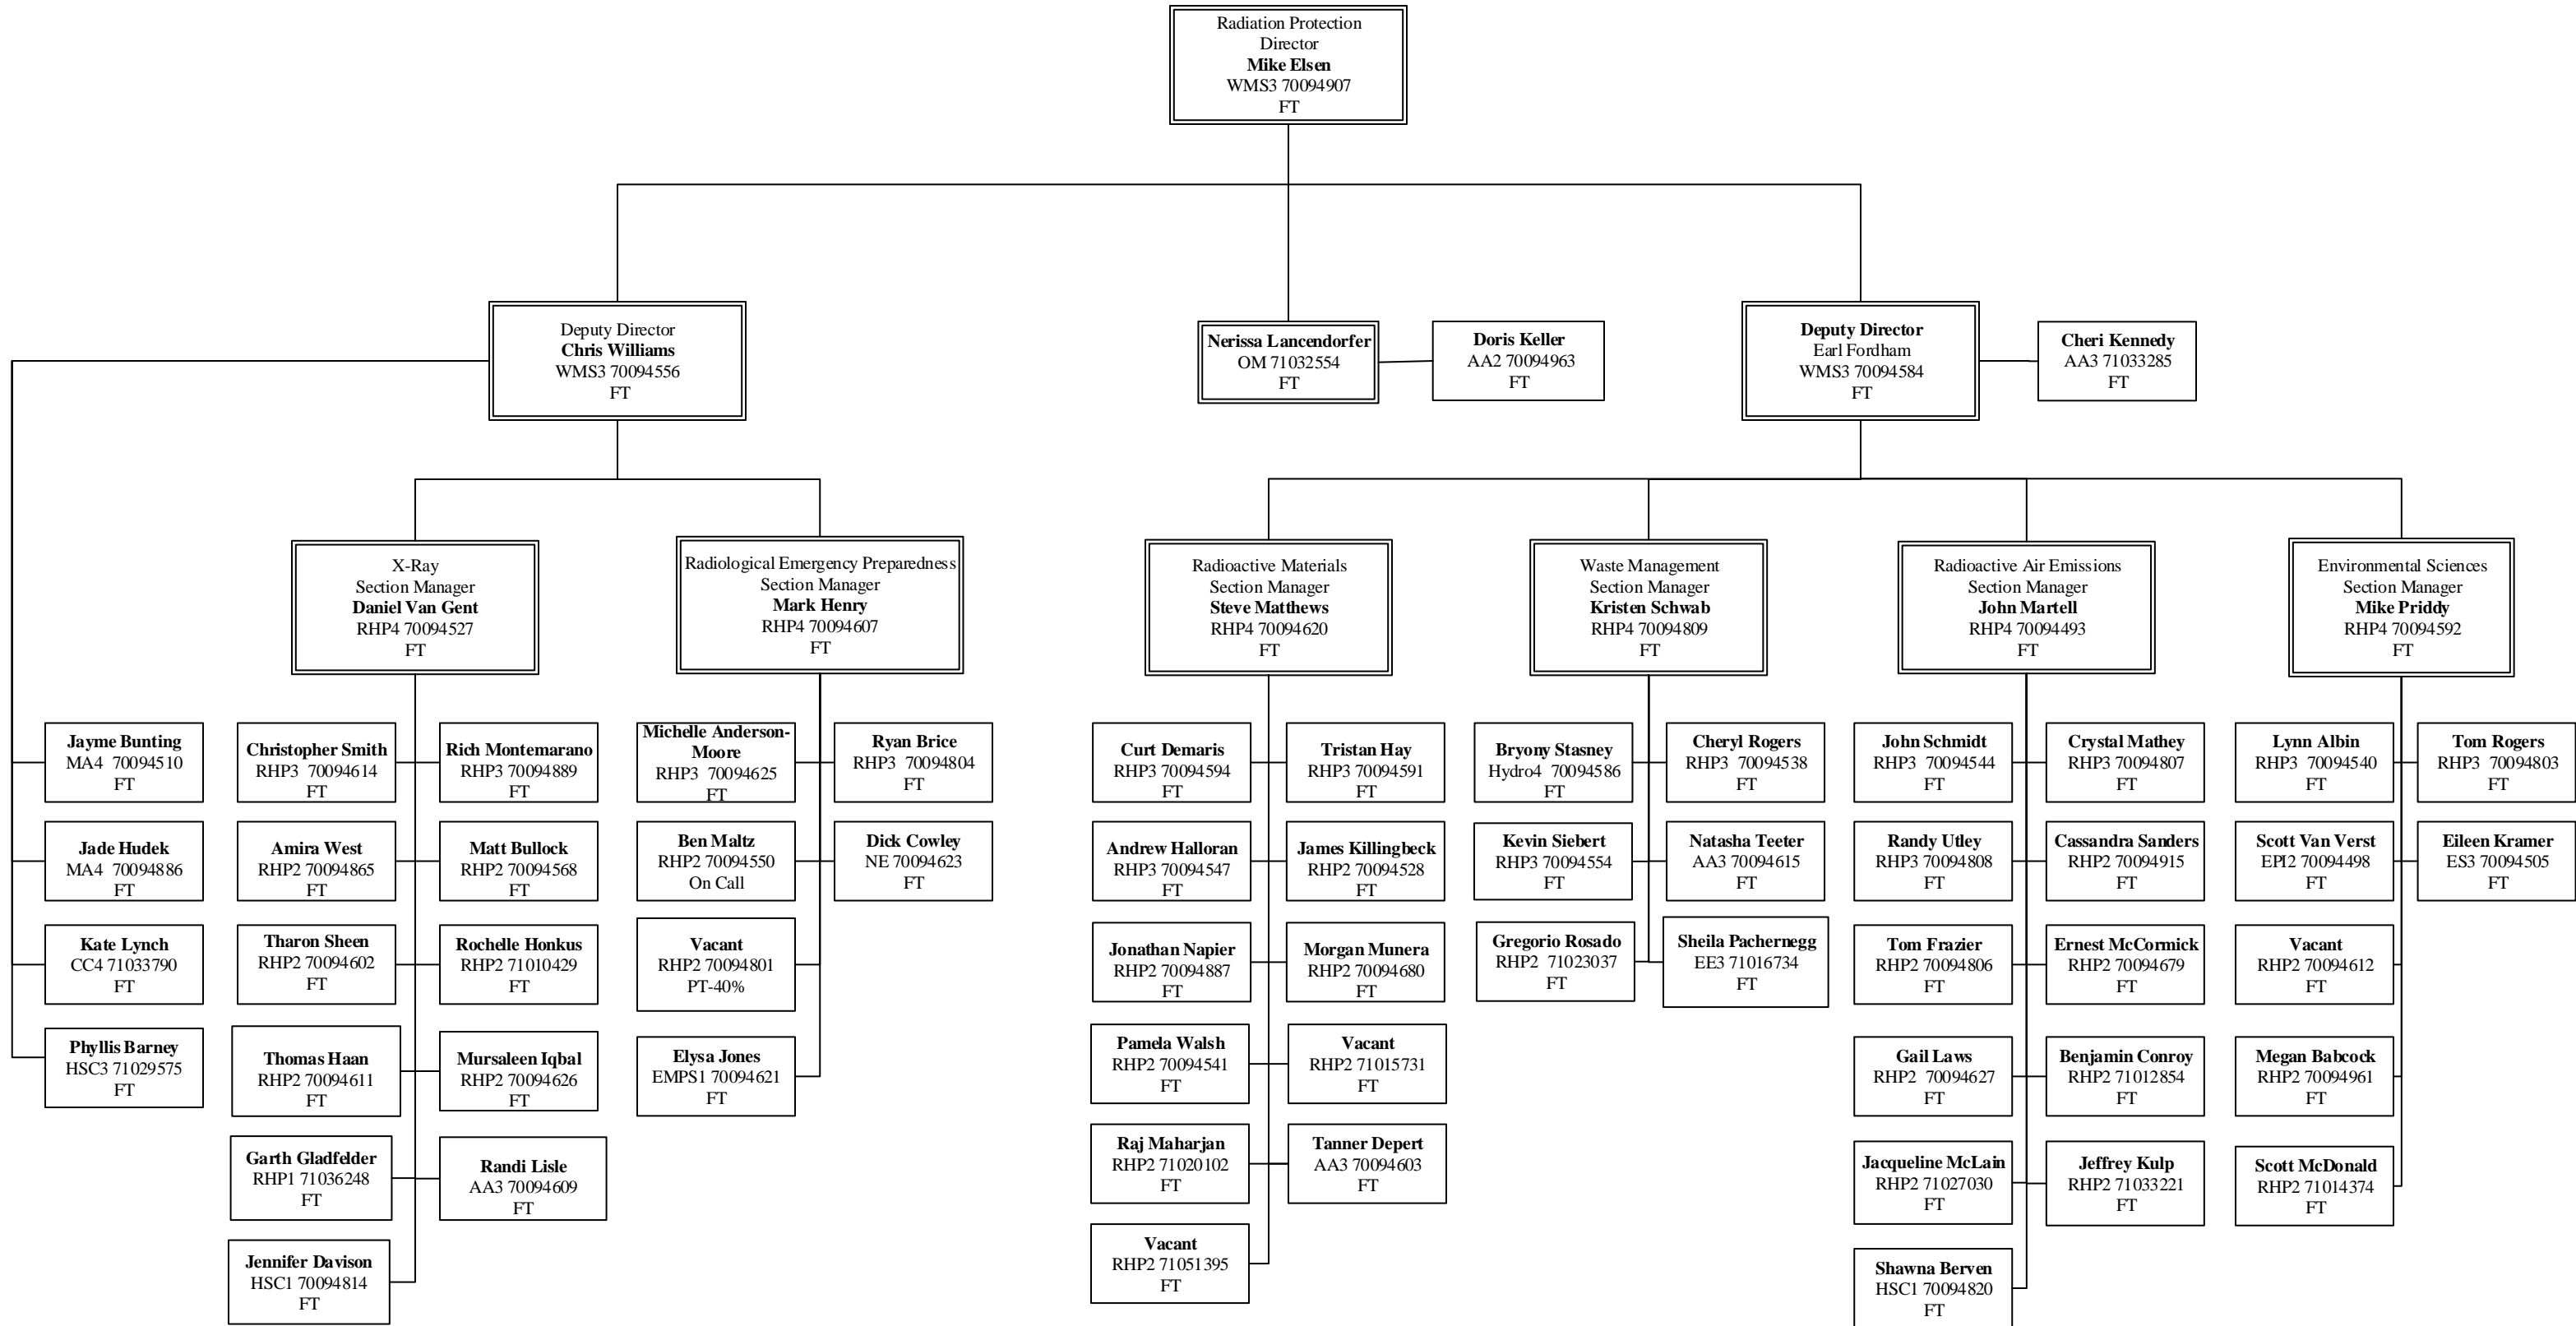 Radiation Protection
Director
Mike Elsen
WMS3 70094907
FT
Deputy Director
Chris Williams
WMS3 70094556
FT
Nerissa Lancendorfer
OM 71032554
FT
Doris Keller
AA2 70094963
FT
Deputy Director
Earl Fordham
WMS3 70094584
FT
Cheri Kennedy
AA3 71033285
FT
X-Ray
Section Manager
Daniel Van Gent
RHP4 70094527
FT
Radiological Emergency Preparedness
Section Manager
Mark Henry
RHP4 70094607
FT
Radioactive Materials
Section Manager
Steve Matthews
RHP4 70094620
FT
Waste Management
Section Manager
Kristen Schwab
RHP4 70094809
FT
Radioactive Air Emissions
Section Manager
John Martell
RHP4 70094493
FT
Environmental Sciences
Section Manager
Mike Priddy
RHP4 70094592
FT
Jayme Bunting
MA4 70094510
FT
Jade Hudek
MA4 70094886
FT
Kate Lynch
CC4 71033790
FT
Phyllis Barney
HSC3 71029575
FT
Christopher Smith
RHP3 70094614
FT
Rich Montemarano
RHP3 70094889
FT
Amira West
RHP2 70094865
FT
Matt Bullock
RHP2 70094568
FT
Tharon Sheen
RHP2 70094602
FT
Rochelle Honkus
RHP2 71010429
FT
Thomas Haan
RHP2 70094611
FT
Mursaleen Iqbal
RHP2 70094626
FT
Garth Gladfelder
RHP1 71036248
FT
Randi Lisle
AA3 70094609
FT
Jennifer Davison
HSC1 70094814
FT
Michelle Anderson-
Moore
RHP3 70094625
FT
Ryan Brice
RHP3 70094804
FT
Ben Maltz
RHP2 70094550
On Call
Dick Cowley
NE 70094623
FT
Vacant
RHP2 70094801
PT-40%
Elysa Jones
EMPS1 70094621
FT
Curt Demaris
RHP3 70094594
FT
Tristan Hay
RHP3 70094591
FT
Andrew Halloran
RHP3 70094547
FT
James Killingbeck
RHP2 70094528
FT
Jonathan Napier
RHP2 70094887
FT
Morgan Munera
RHP2 70094680
FT
Pamela Walsh
RHP2 70094541
FT
Vacant
RHP2 71015731
FT
Raj Maharjan
RHP2 71020102
FT
Tanner Depert
AA3 70094603
FT
Vacant
RHP2 71051395
FT
Bryony Stasney
Hydro4 70094586
FT
Cheryl Rogers
RHP3 70094538
FT
Kevin Siebert
RHP3 70094554
FT
Natasha Teeter
AA3 70094615
FT
Gregorio Rosado
RHP2 71023037
FT
Sheila Pachernegg
EE3 71016734
FT
John Schmidt
RHP3 70094544
FT
Crystal Mathey
RHP3 70094807
FT
Randy Utley
RHP3 70094808
FT
Cassandra Sanders
RHP2 70094915
FT
Tom Frazier
RHP2 70094806
FT
Ernest McCormick
RHP2 70094679
FT
Gail Laws
RHP2 70094627
FT
Benjamin Conroy
RHP2 71012854
FT
Jacqueline McLain
RHP2 71027030
FT
Jeffrey Kulp
RHP2 71033221
FT
Shawna Berven
HSC1 70094820
FT
Lynn Albin
RHP3 70094540
FT
Tom Rogers
RHP3 70094803
FT
Scott Van Verst
EPI2 70094498
FT
Eileen Kramer
ES3 70094505
FT
Vacant
RHP2 70094612
FT
Megan Babcock
RHP2 70094961
FT
Scott McDonald
RHP2 71014374
FT